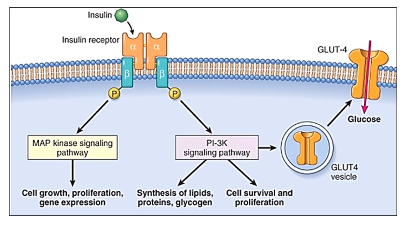 Insulin
Insulin receptor
α α
β β
P P
GLUT-4
Glucose
MAP kinase signaling
pathway
PI-3K
signaling pathway
GLUT4
vesicle
Cell growth, proliferation,
gene expression
Synthesis of lipids,
proteins, glycogen
Cell survival and
proliferation